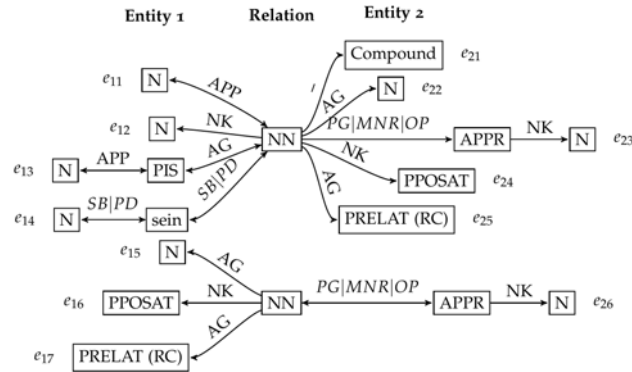 Entity 1 Relation Entity 2
Compound e21
e11 N APP / AG N e22
e12 N NK NN PG|MNR|OP APPR NK N e23
e13 N APP PIS AG NK PPOSAT e24
e14 N SB|PD sein SB|PD AG PRELAT (RC) e25
e15 N AG
e16 PPOSAT NK NN PG|MNR|OP APPR NK N e26
AG
e17 PRELAT (RC)